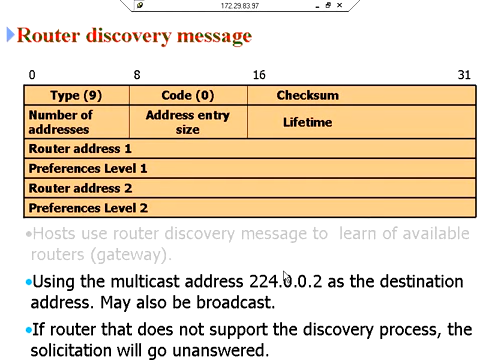 172.29.83.97
Router discovery message
0 8 16 31
Type (9) Code (0) Checksum
Number of addresses Address entry size Lifetime
Router address 1
Preferences Level 1
Router address 2
Preferences Level 2
•Hosts use router discovery message to learn of available
routers (gateway).
•Using the multicast address 224.0.0.2 as the destination
address. May also be broadcast.
•If router that does not support the discovery process, the
solicitation will go unanswered.